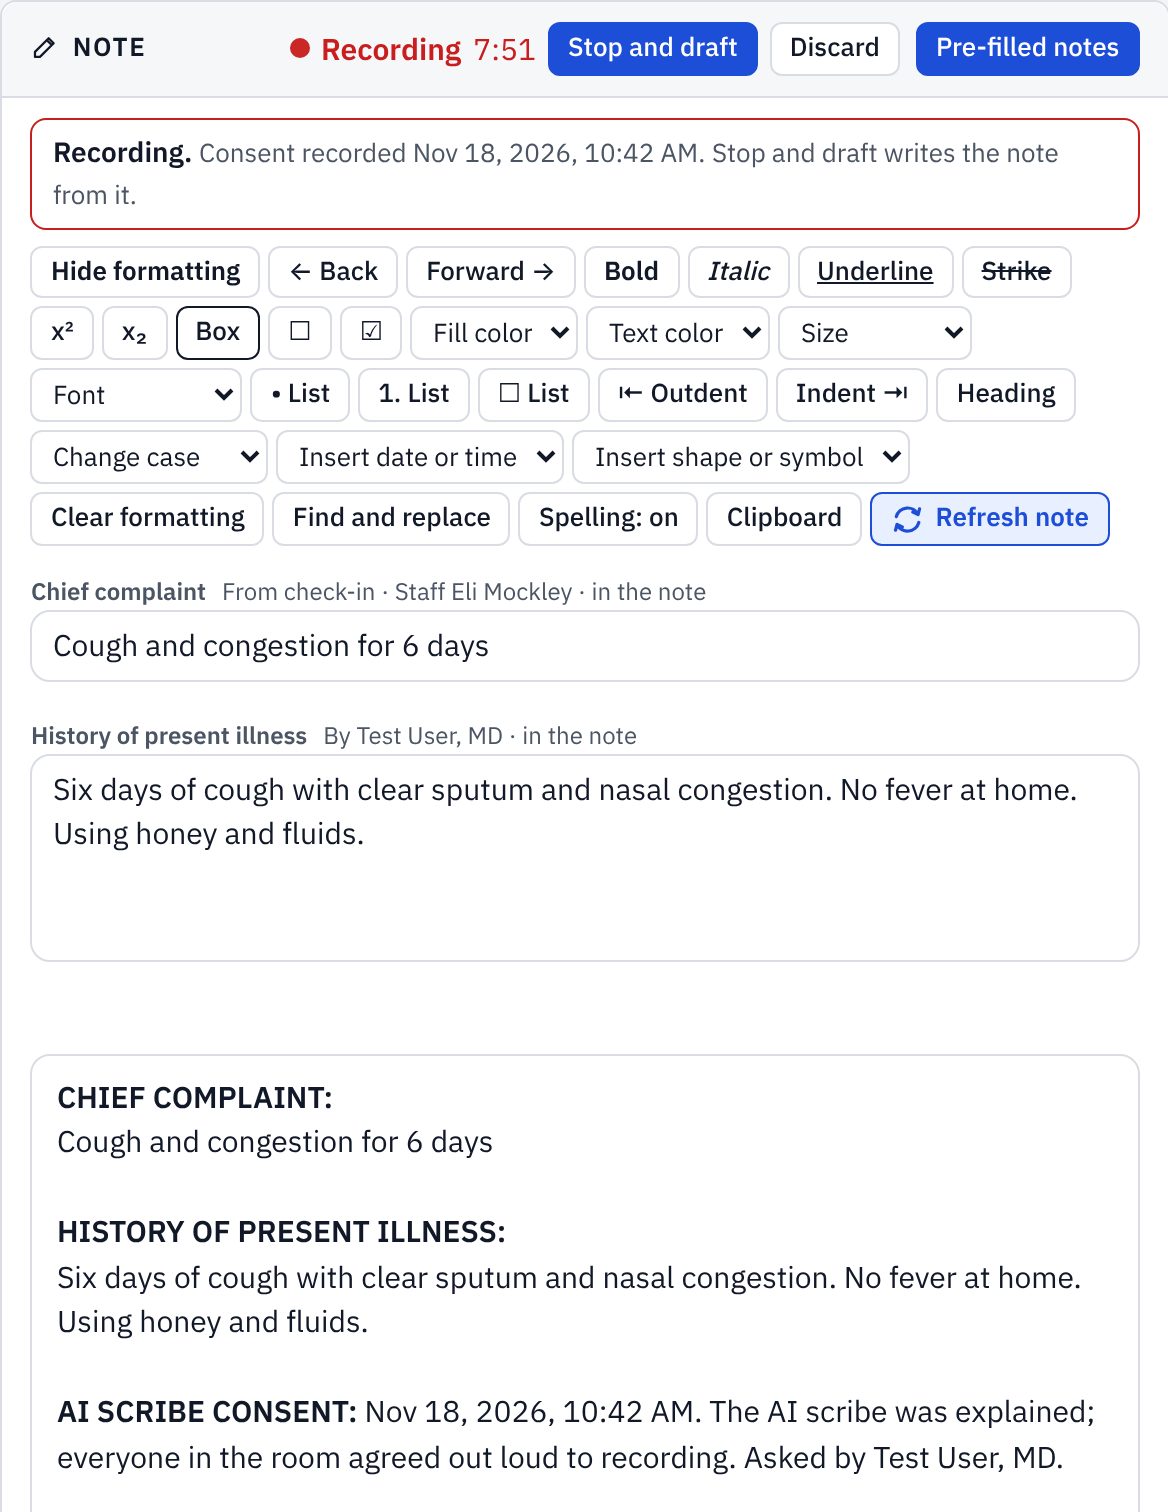 NOTE
Recording 7:51
Stop and draft
Discard
Pre-filled notes
Recording. Consent recorded Nov 18, 2026, 10:42 AM. Stop and draft writes the note
from it.
Hide formatting
← Back
Forward →
Bold
Italic
Underline
Strike
x²
x₂
Box
☐
☑
Fill color
Text color
Size
Font
• List
1. List
☐ List
⇤ Outdent
Indent ⇥
Heading
Change case
Insert date or time
Insert shape or symbol
Clear formatting
Find and replace
Spelling: on
Clipboard
Refresh note
Chief complaint From check-in · Staff Eli Mockley · in the note
Cough and congestion for 6 days
History of present illness By Test User, MD · in the note
Six days of cough with clear sputum and nasal congestion. No fever at home.
Using honey and fluids.
CHIEF COMPLAINT:
Cough and congestion for 6 days
HISTORY OF PRESENT ILLNESS:
Six days of cough with clear sputum and nasal congestion. No fever at home.
Using honey and fluids.
AI SCRIBE CONSENT: Nov 18, 2026, 10:42 AM. The AI scribe was explained;
everyone in the room agreed out loud to recording. Asked by Test User, MD.